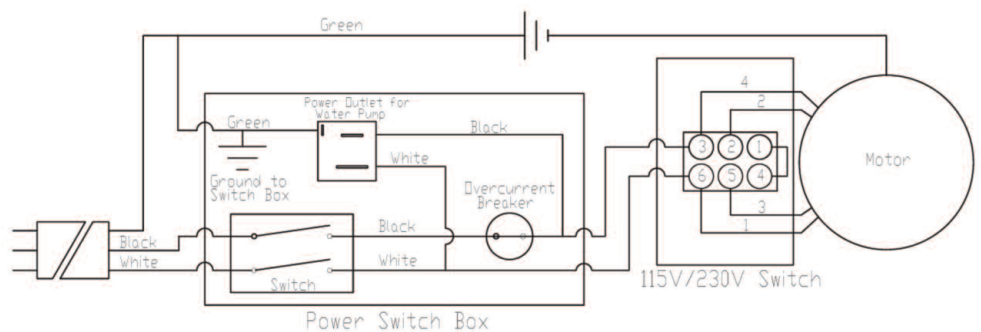 Green
4
2
Power Outlet for
Water Pump
Green
Black
3 2 1
Motor
White
6 5 4
Ground to
Switch Box
Overcurrent
Breaker
3
Black
Black
1
White
White
Switch
115V/230V Switch
Power Switch Box